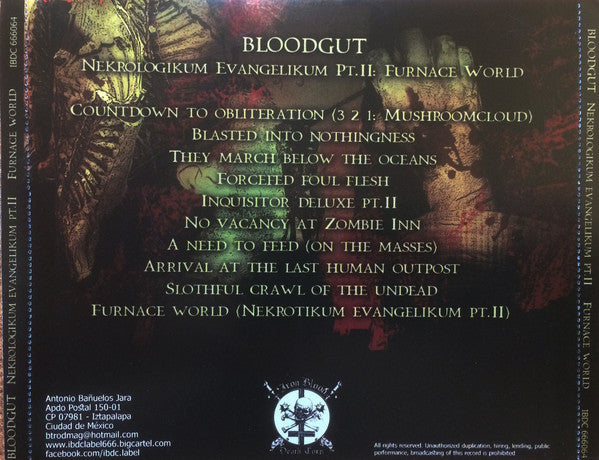 BLOODGUT
NEKROLOGIKUM EVANGELIKUM PT.II: FURNACE WORLD
COUNTDOWN TO OBLITERATION (3 2 1: MUSHROOMCLOUD)
BLASTED INTO NOTHINGNESS
THEY MARCH BELOW THE OCEANS
FORCEFED FOUL FLESH
INQUISITOR DELUXE PT.II
NO VACANCY AT ZOMBIE INN
A NEED TO FEED (ON THE MASSES)
ARRIVAL AT THE LAST HUMAN OUTPOST
SLOTHFUL CRAWL OF THE UNDEAD
FURNACE WORLD (NEKROTIKUM EVANGELIKUM PT.II)
Antonio Bañuelos Jara
Apdo Postal 150-01
CP 07981 - Iztapalapa
Ciudad de México
btrodmag@hotmail.com
www.ibdclabel666.bigcartel.com
facebook.com/ibdc.label
Iron Blood
Death Corp.
All rights reserved. Unauthorized duplication, hiring, lending, public
performance, broadcasting of this record is prohibited
BLOODGUT NEKROLOGIKUM EVANGELIKUM PT.II FURNACE WORLD IBDC 666064
BLOODGUT NEKROLOGIKUM EVANGELIKUM PT.II FURNACE WORLD IBDC 666064